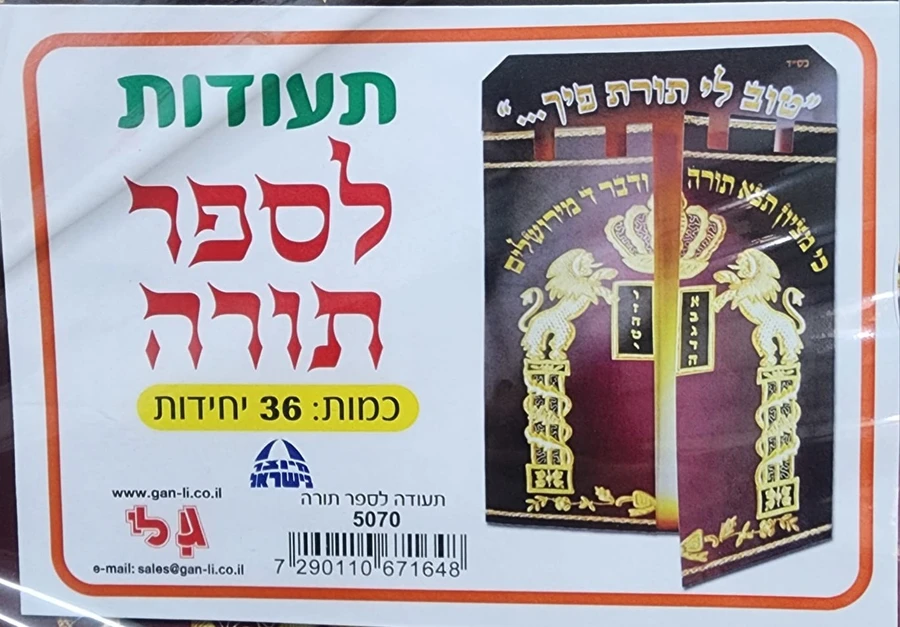 תעודות
לספר
תורה
כמות: 36 יחידות
מיוצר
בישראל
www.gan-li.co.il
גן לי
e-mail: sales@gan-li.co.il
תעודה לספר תורה
5070
7 290110 671648
בס"ד
"טוב לי תורת פיך..."
כי מציון תצא תורה ודבר ד' מירושלים
א
ב
ג
ד
ה
ו
ז
ח
ט
י